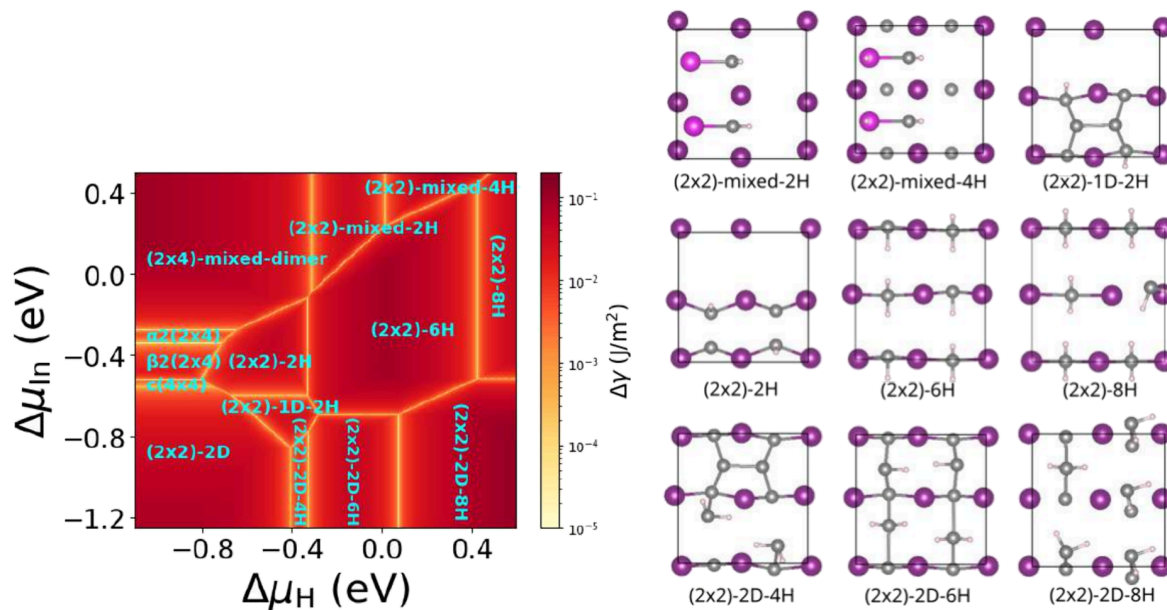 0.4
0.0
−0.4
−0.8
−1.2
ΔμIn (eV)
−0.8
−0.4
0.0
0.4
ΔμH (eV)
(2x2)-mixed-4H
(2x2)-mixed-2H
(2x4)-mixed-dimer
(2x2)-8H
(2x2)-6H
α2(2x4)
β2(2x4)
(2x2)-2H
c(4x4)
(2x2)-1D-2H
(2x2)-2D
(2x2)-2D-4H
(2x2)-2D-6H
(2x2)-2D-8H
10⁻¹
10⁻²
10⁻³
10⁻⁴
10⁻⁵
Δγ (J/m²)
(2x2)-mixed-2H
(2x2)-mixed-4H
(2x2)-1D-2H
(2x2)-2H
(2x2)-6H
(2x2)-8H
(2x2)-2D-4H
(2x2)-2D-6H
(2x2)-2D-8H